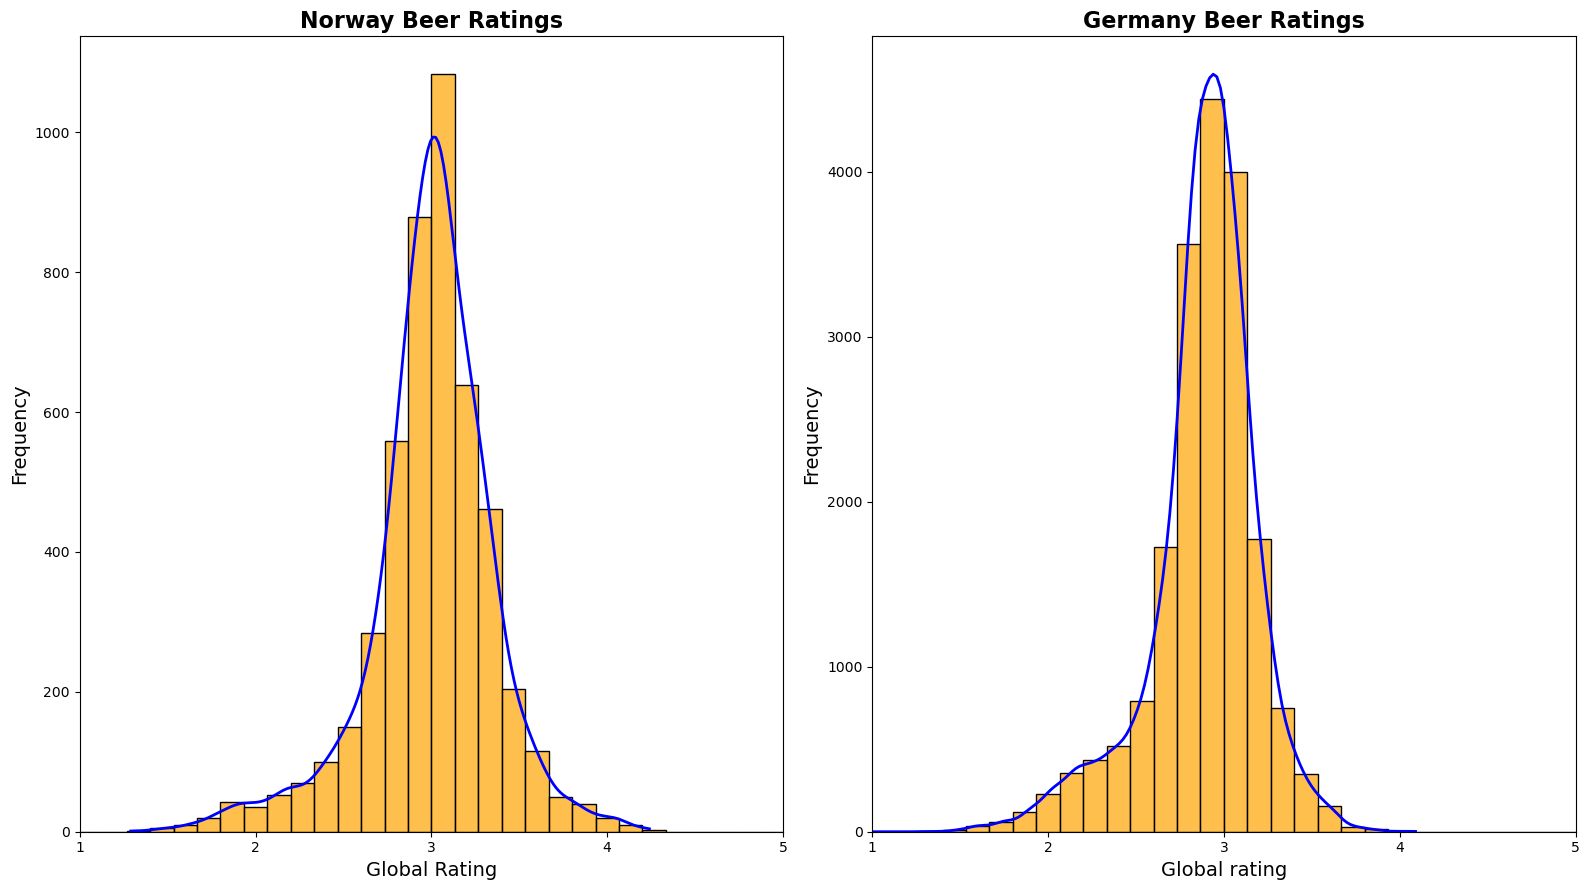 Norway Beer Ratings
Frequency
1000
800
600
400
200
0
1 2 3 4 5
Global Rating
Germany Beer Ratings
Frequency
4000
3000
2000
1000
0
1 2 3 4 5
Global rating